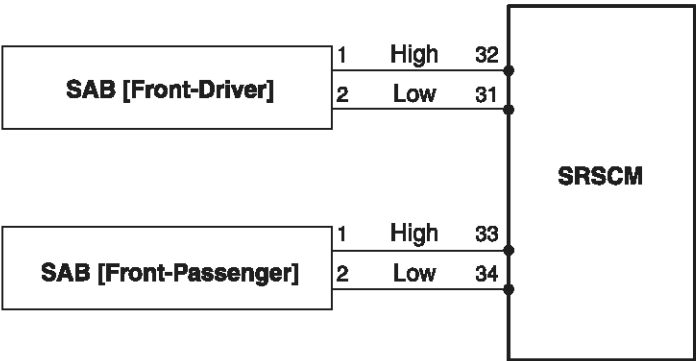 1 High 32
SAB [Front-Driver]
2 Low 31
SRSCM
1 High 33
SAB [Front-Passenger]
2 Low 34